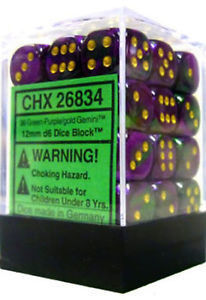 CHX 26834
36 Green-Purple/gold Gemini™
12mm d6 Dice Block™
WARNING!
Choking Hazard
Not Suitable for
Children Under 8 Yrs.
Dice made in Germany